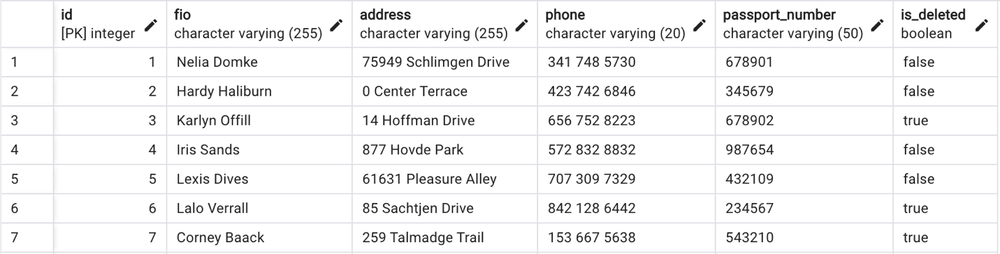 id fio address phone passport_number is_deleted
[PK] integer character varying (255) character varying (255) character varying (20) character varying (50) boolean
1 1 Nelia Domke 75949 Schlimgen Drive 341 748 5730 678901 false
2 2 Hardy Haliburn 0 Center Terrace 423 742 6846 345679 false
3 3 Karlyn Offill 14 Hoffman Drive 656 752 8223 678902 true
4 4 Iris Sands 877 Hovde Park 572 832 8832 987654 false
5 5 Lexis Dives 61631 Pleasure Alley 707 309 7329 432109 false
6 6 Lalo Verrall 85 Sachtjen Drive 842 128 6442 234567 true
7 7 Corney Baack 259 Talmadge Trail 153 667 5638 543210 true